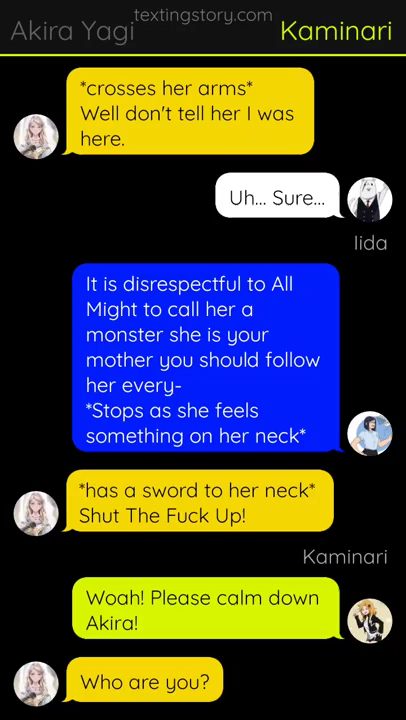 textingstory.com
Akira Yagi
Kaminari
*crosses her arms*
Well don't tell her I was
here.
Uh... Sure...
Iida
It is disrespectful to All
Might to call her a
monster she is your
mother you should follow
her every-
*Stops as she feels
something on her neck*
*has a sword to her neck*
Shut The Fuck Up!
Kaminari
Woah! Please calm down
Akira!
Who are you?